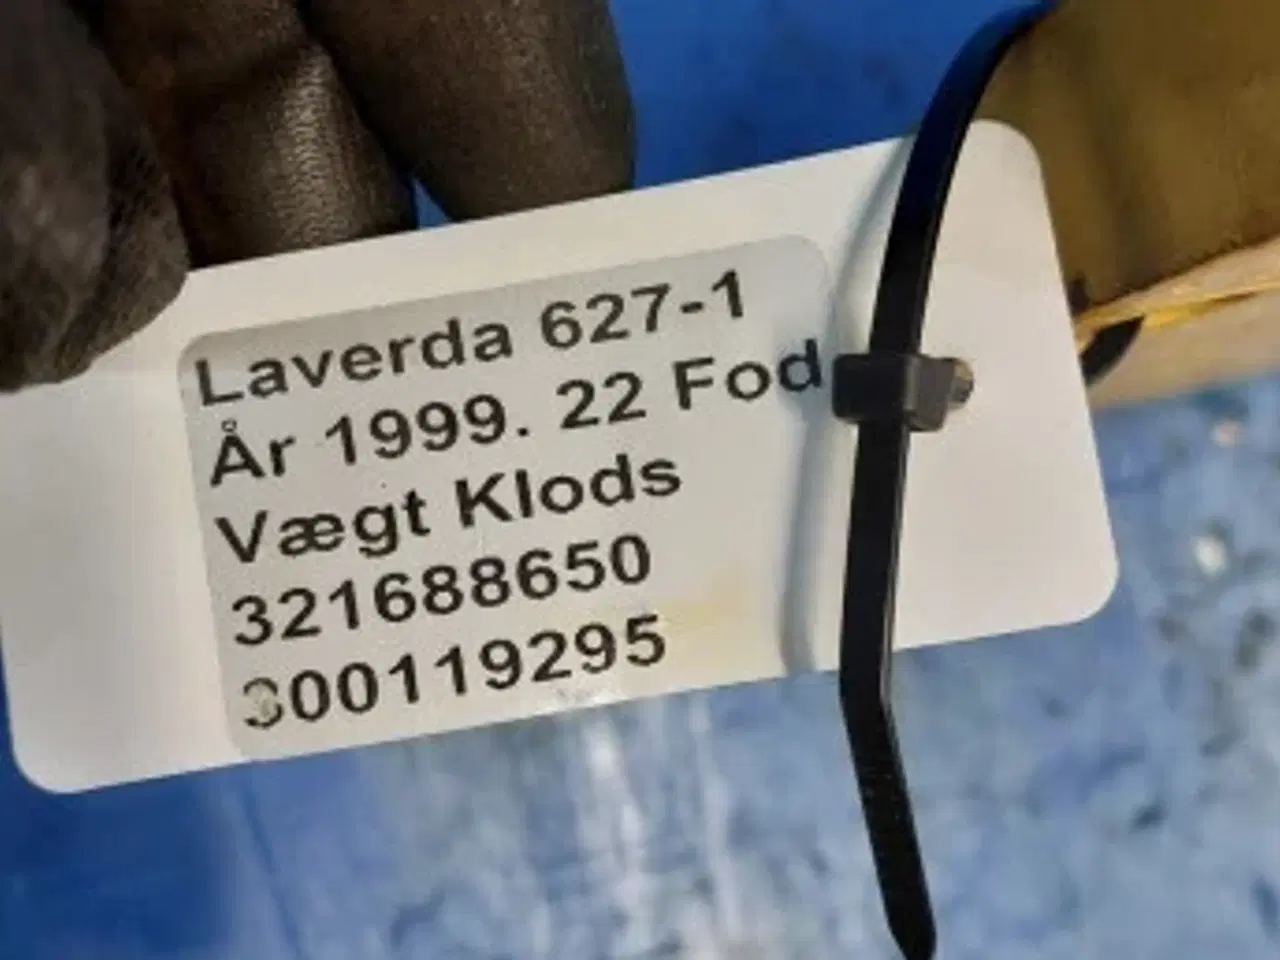 Laverda 627-1
År 1999. 22 Fod
Vægt Klods
321688650
300119295